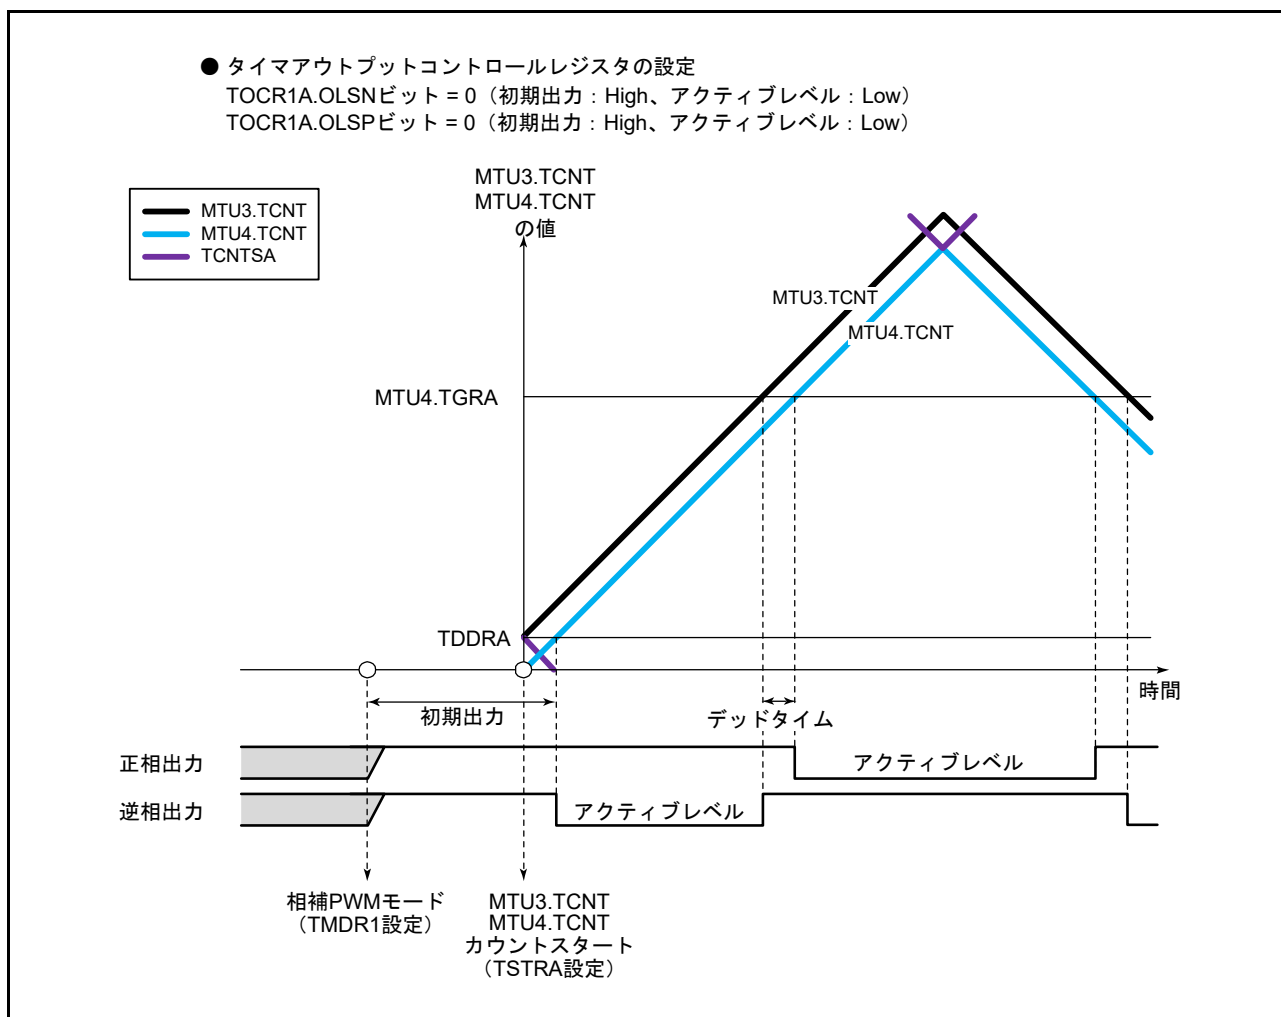 ● タイマアウトプットコントロールレジスタの設定
TOCR1A.OLSNビット = 0（初期出力：High、アクティブレベル：Low）
TOCR1A.OLSPビット = 0（初期出力：High、アクティブレベル：Low）
MTU3.TCNT
MTU4.TCNT
の値
MTU3.TCNT
MTU4.TCNT
TCNTSA
MTU3.TCNT
MTU4.TCNT
MTU4.TGRA
TDDRA
時間
初期出力
デッドタイム
正相出力
アクティブレベル
逆相出力
アクティブレベル
相補PWMモード
（TMDR1設定）
MTU3.TCNT
MTU4.TCNT
カウントスタート
（TSTRA設定）